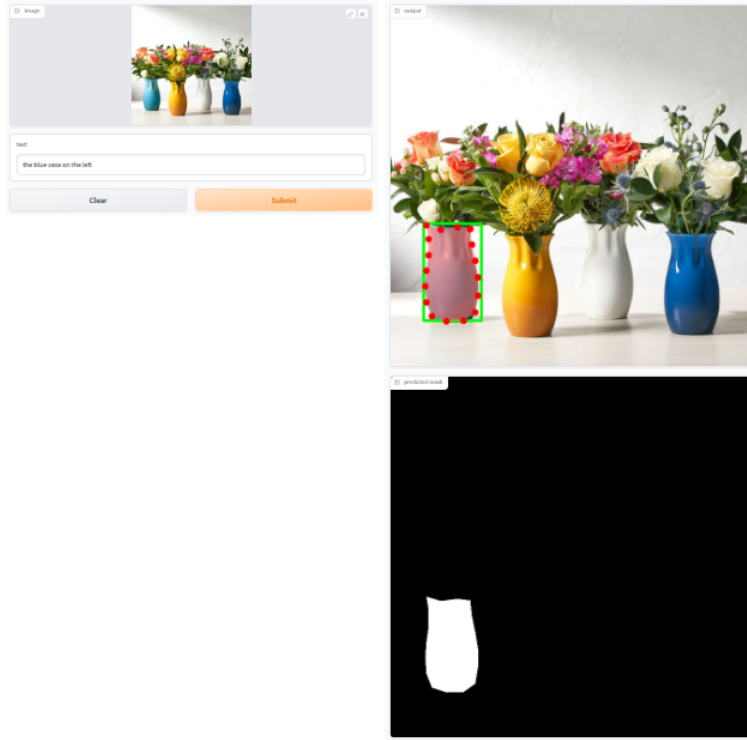 image
text
the blue vase on the left
Clear
Submit
output
predicted mask